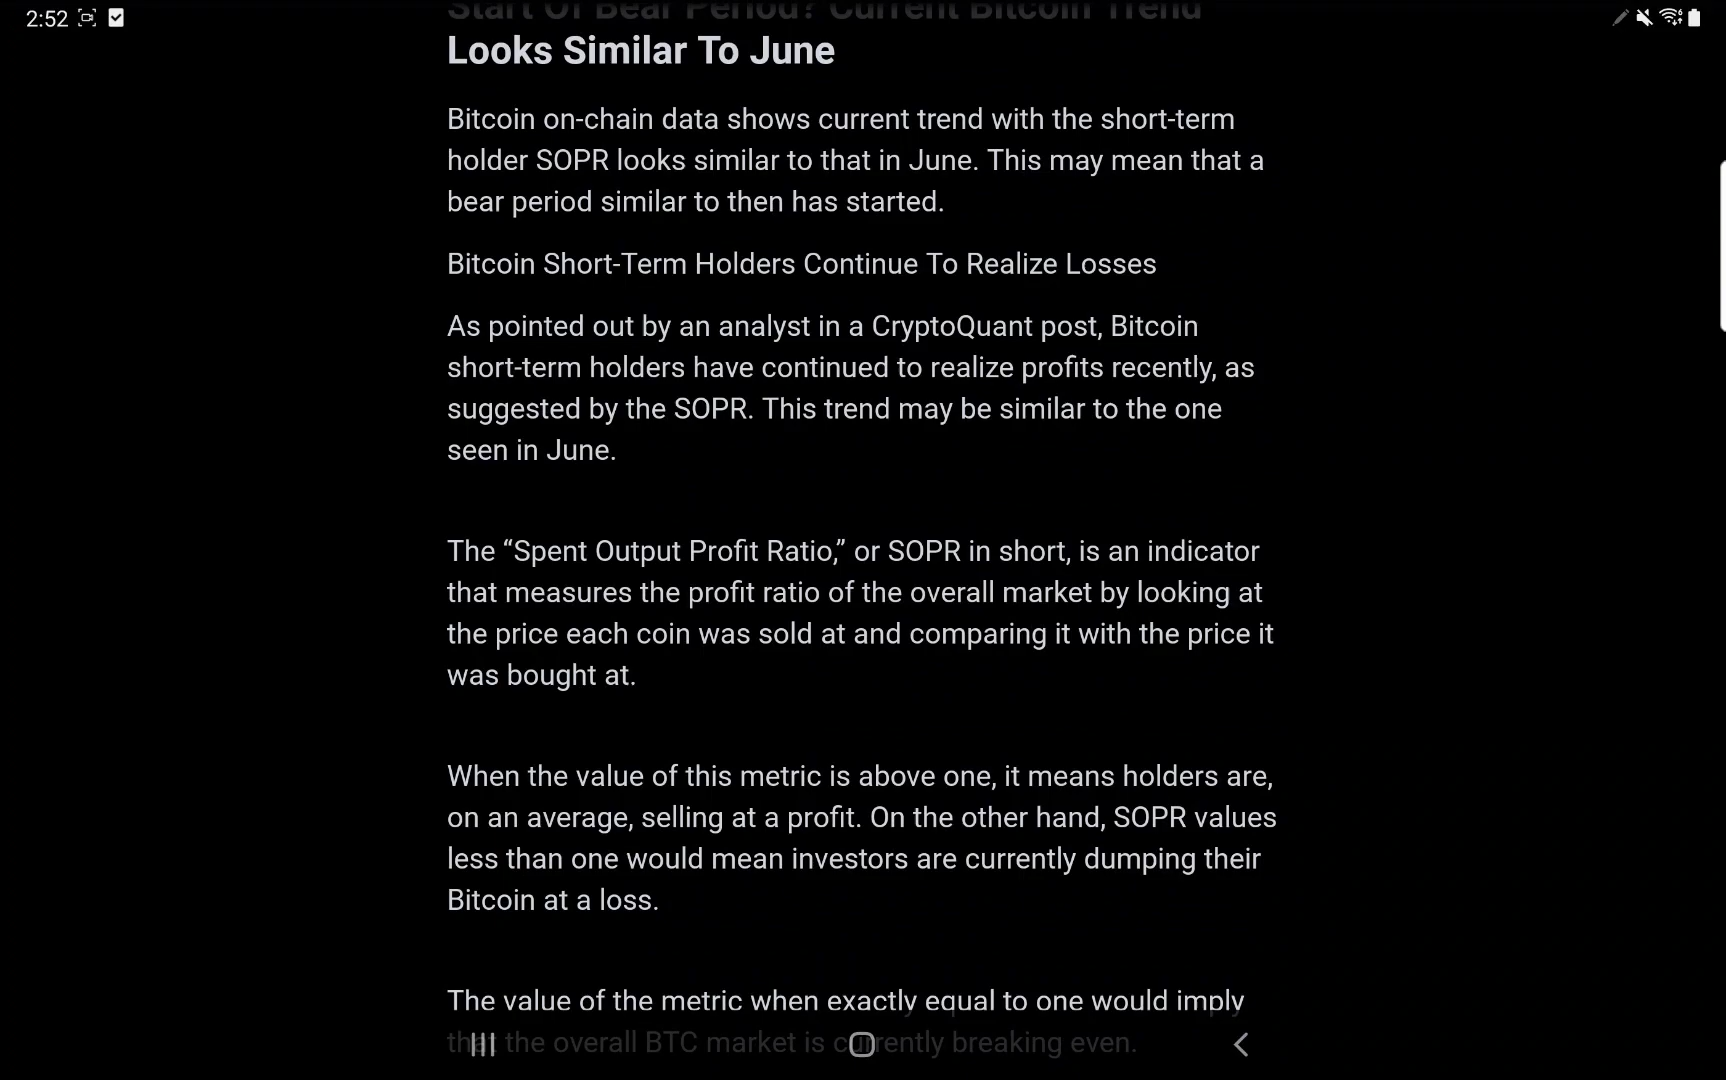 2:52
Start Of Bear Period? Current Bitcoin Trend
Looks Similar To June
Bitcoin on-chain data shows current trend with the short-term
holder SOPR looks similar to that in June. This may mean that a
bear period similar to then has started.
Bitcoin Short-Term Holders Continue To Realize Losses
As pointed out by an analyst in a CryptoQuant post, Bitcoin
short-term holders have continued to realize profits recently, as
suggested by the SOPR. This trend may be similar to the one
seen in June.
The “Spent Output Profit Ratio,” or SOPR in short, is an indicator
that measures the profit ratio of the overall market by looking at
the price each coin was sold at and comparing it with the price it
was bought at.
When the value of this metric is above one, it means holders are,
on an average, selling at a profit. On the other hand, SOPR values
less than one would mean investors are currently dumping their
Bitcoin at a loss.
The value of the metric when exactly equal to one would imply
that the overall BTC market is currently breaking even.